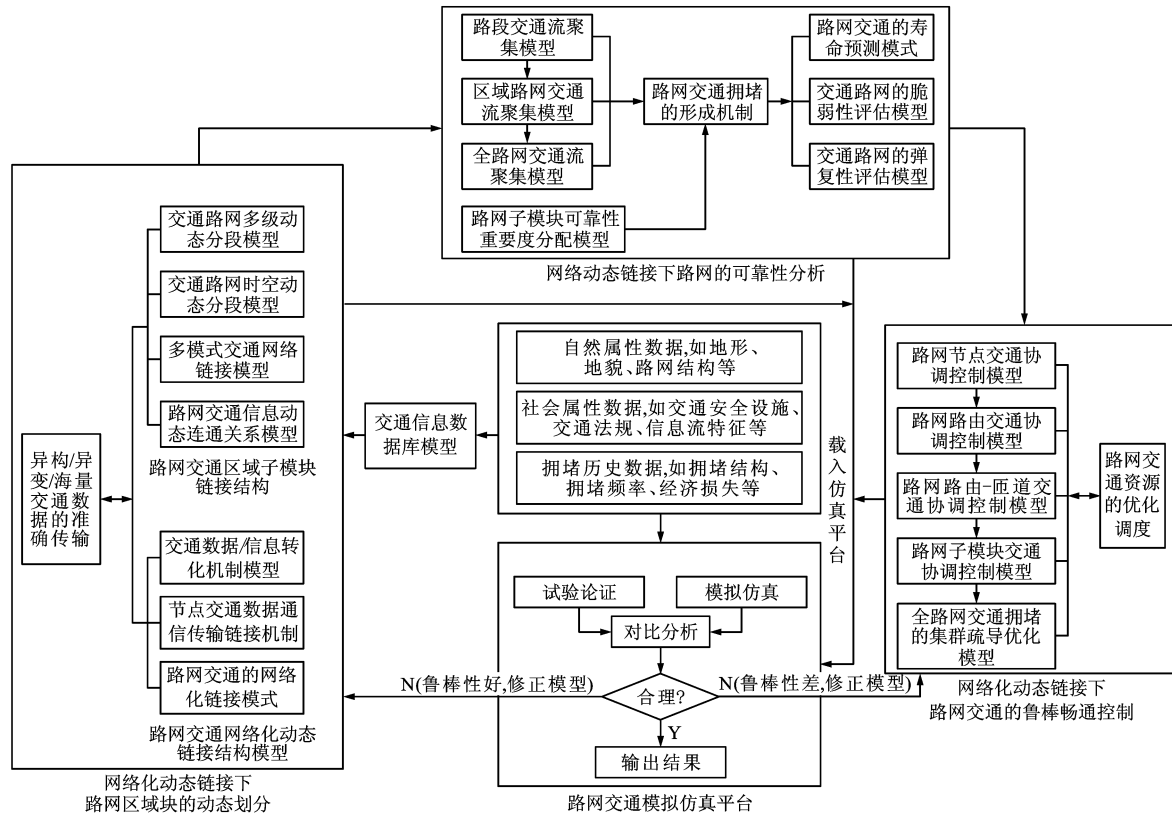 路段交通流聚
集模型
区域路网交通
流聚集模型
全路网交通流
聚集模型
路网子模块可靠性
重要度分配模型
路网交通拥堵
的形成机制
路网交通的寿
命预测模式
交通路网的脆
弱性评估模型
交通路网的弹
复性评估模型
网络动态链接下路网的可靠性分析
交通路网多级动
态分段模型
交通路网时空动
态分段模型
多模式交通网络
链接模型
路网交通信息动
态连通关系模型
路网交通区域子模块
链接结构
异构/异
变/海量
交通数
据的准
确传输
交通数据/信息转
化机制模型
节点交通数据通
信传输链接机制
路网交通的网络
化链接模式
路网交通网络化动态
链接结构模型
网络化动态链接下
路网区域块的动态划分
交通信息数
据库模型
自然属性数据,如地形、
地貌、路网结构等
社会属性数据,如交通安全设施、
交通法规、信息流特征等
拥堵历史数据,如拥堵结构、
拥堵频率、经济损失等
载入仿真平台
试验论证
模拟仿真
对比分析
合理?
N(鲁棒性好,修正模型)
N(鲁棒性差,修正模型)
Y
输出结果
路网交通模拟仿真平台
路网节点交通协
调控制模型
路网路由交通协
调控制模型
路网路由-匝道交
通协调控制模型
路网子模块交通
协调控制模型
全路网交通拥堵
的集群疏导优化
模型
路网交
通资源
的优化
调度
网络化动态链接下
路网交通的鲁棒畅通控制